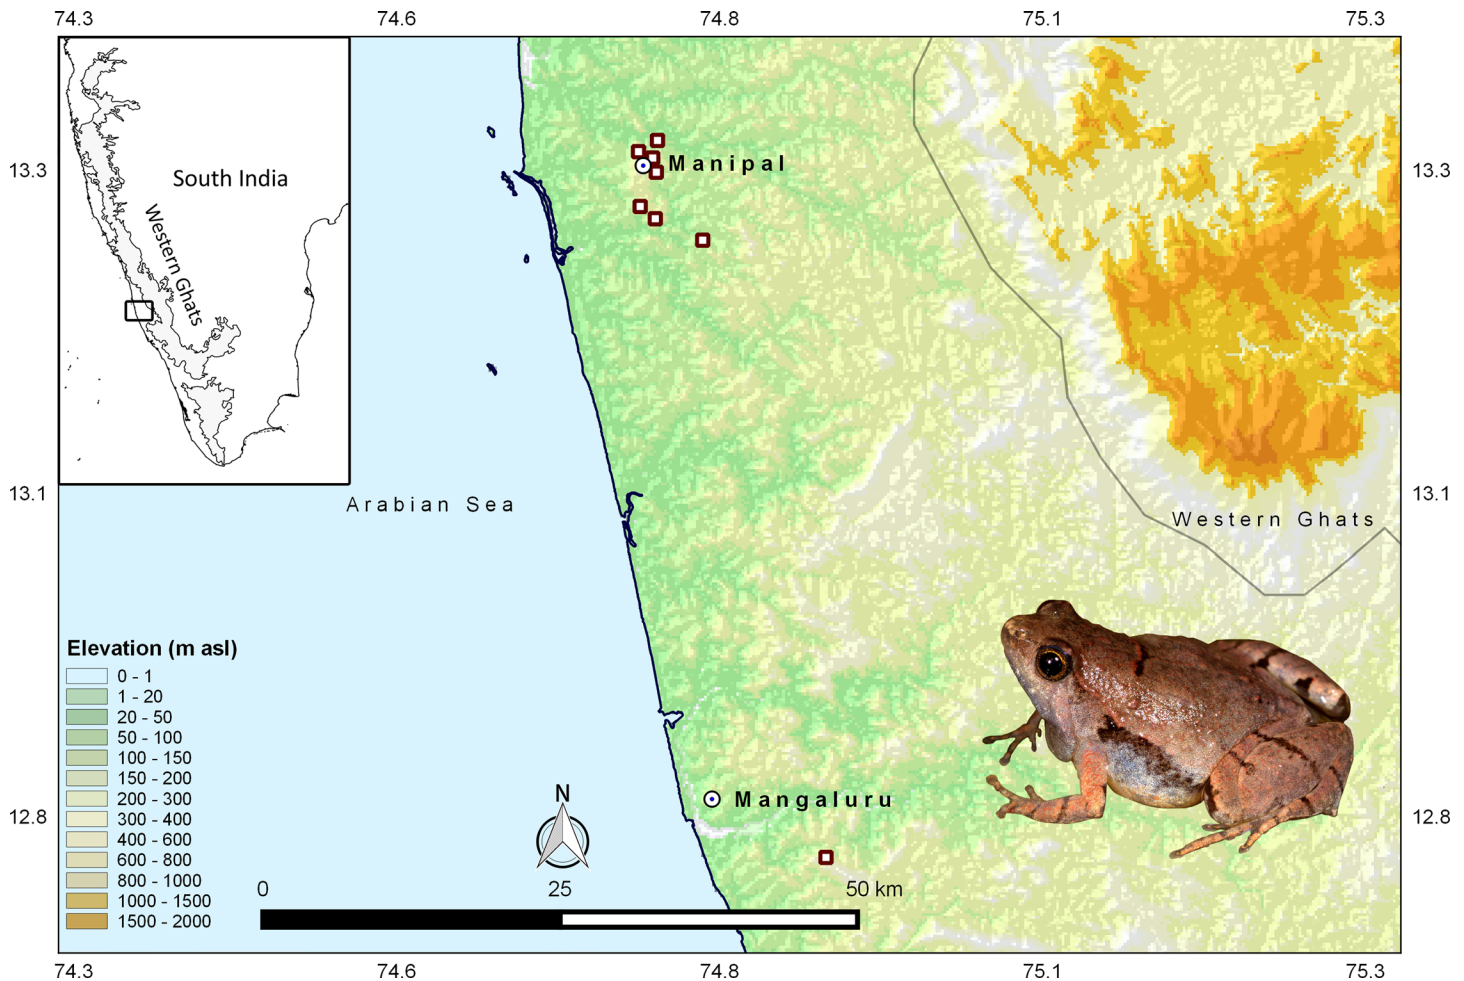 74.3 74.6 74.8 75.1 75.3
South India
Western Ghats
Manipal
13.3 13.3
13.1 13.1
Arabian Sea
Western Ghats
Elevation (m asl)
0 - 1
1 - 20
20 - 50
50 - 100
100 - 150
150 - 200
200 - 300
300 - 400
400 - 600
600 - 800
800 - 1000
1000 - 1500
1500 - 2000
N
Mangaluru
12.8 12.8
0 25 50 km
74.3 74.6 74.8 75.1 75.3